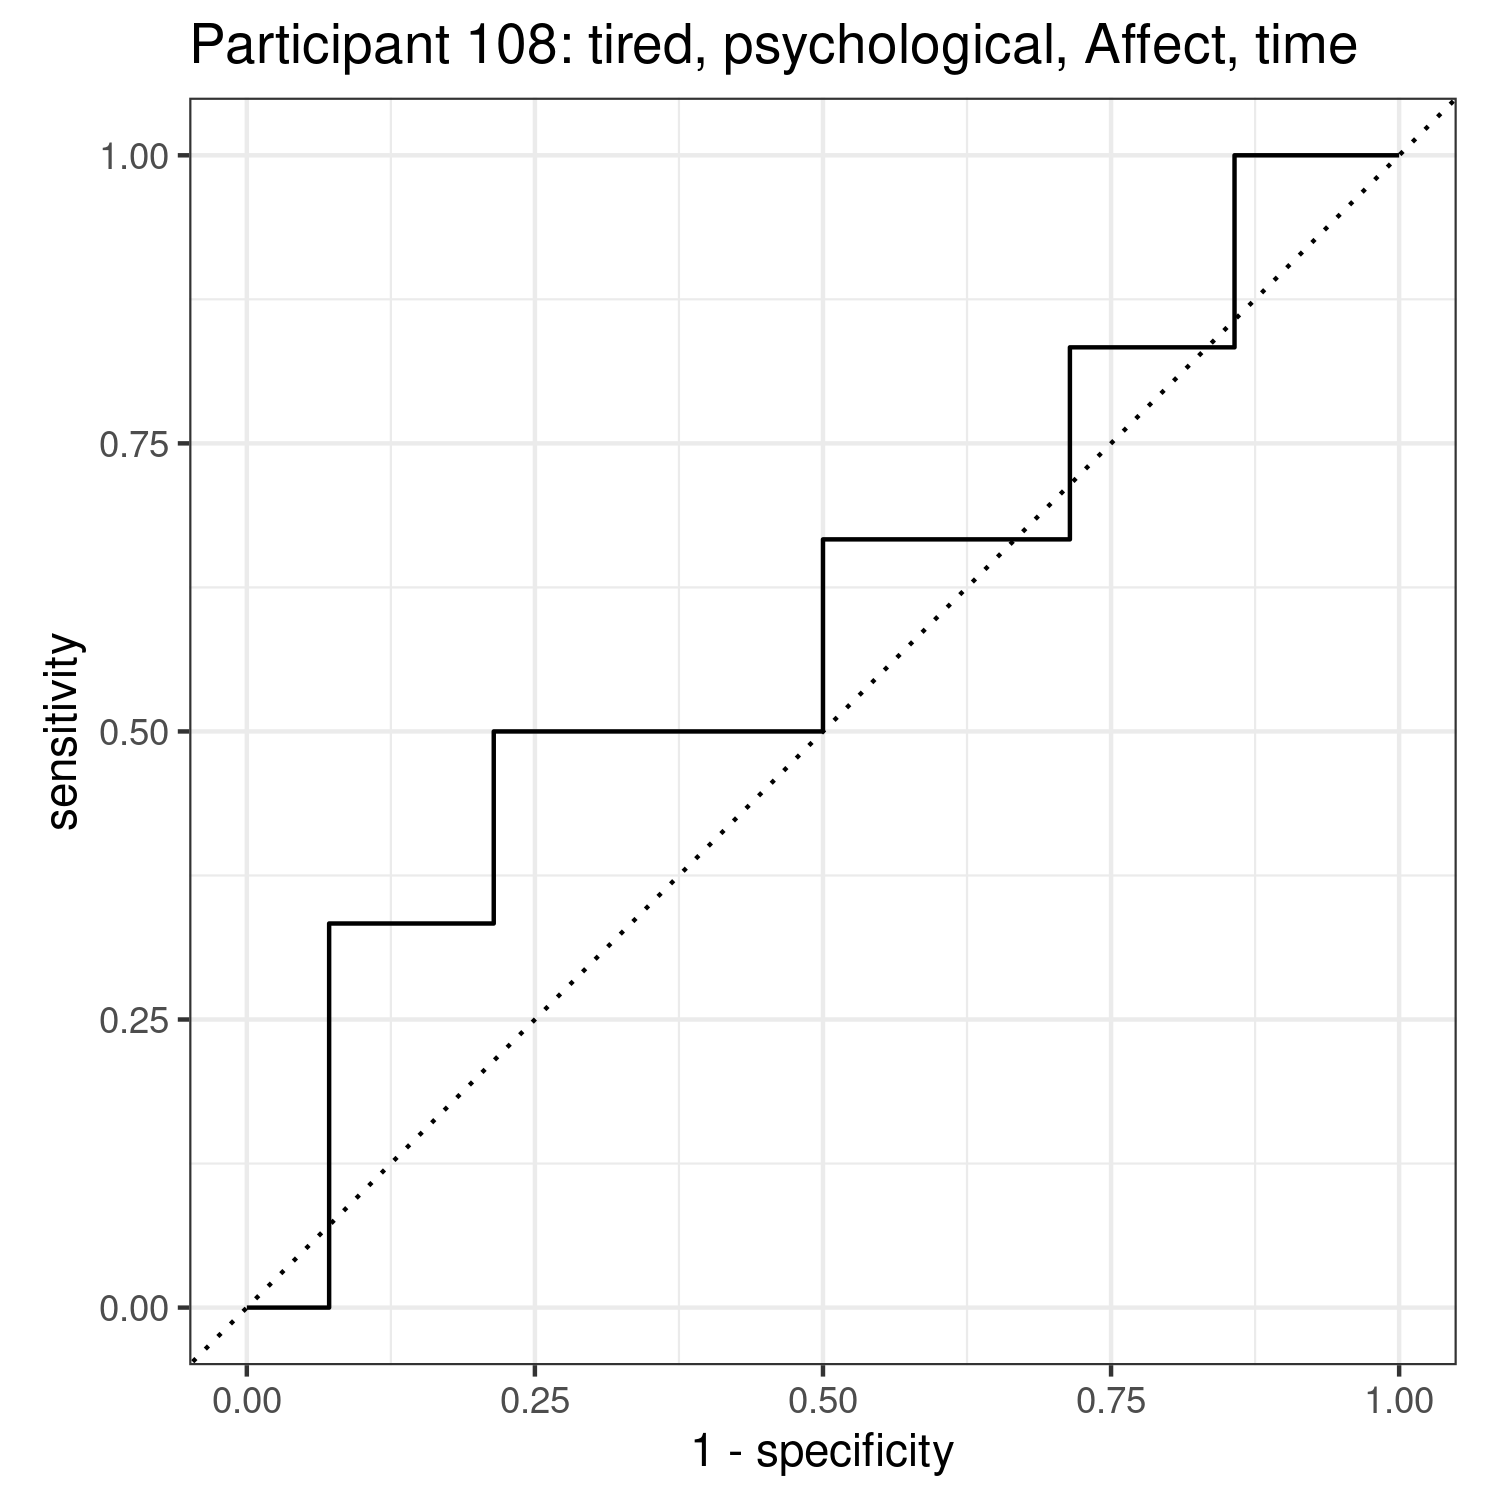 Participant 108: tired, psychological, Affect, time
1.00
0.75
0.50
0.25
0.00
sensitivity
0.00 0.25 0.50 0.75 1.00
1 - specificity